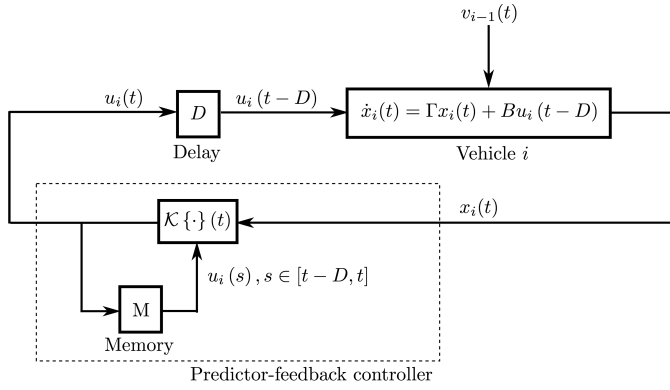 v_{i−1}(t)
u_i(t)
D
u_i (t − D)
ẋ_i(t) = Γx_i(t) + Bu_i (t − D)
Delay
Vehicle i
𝒦 {·} (t)
x_i(t)
u_i (s) , s ∈ [t − D, t]
M
Memory
Predictor-feedback controller